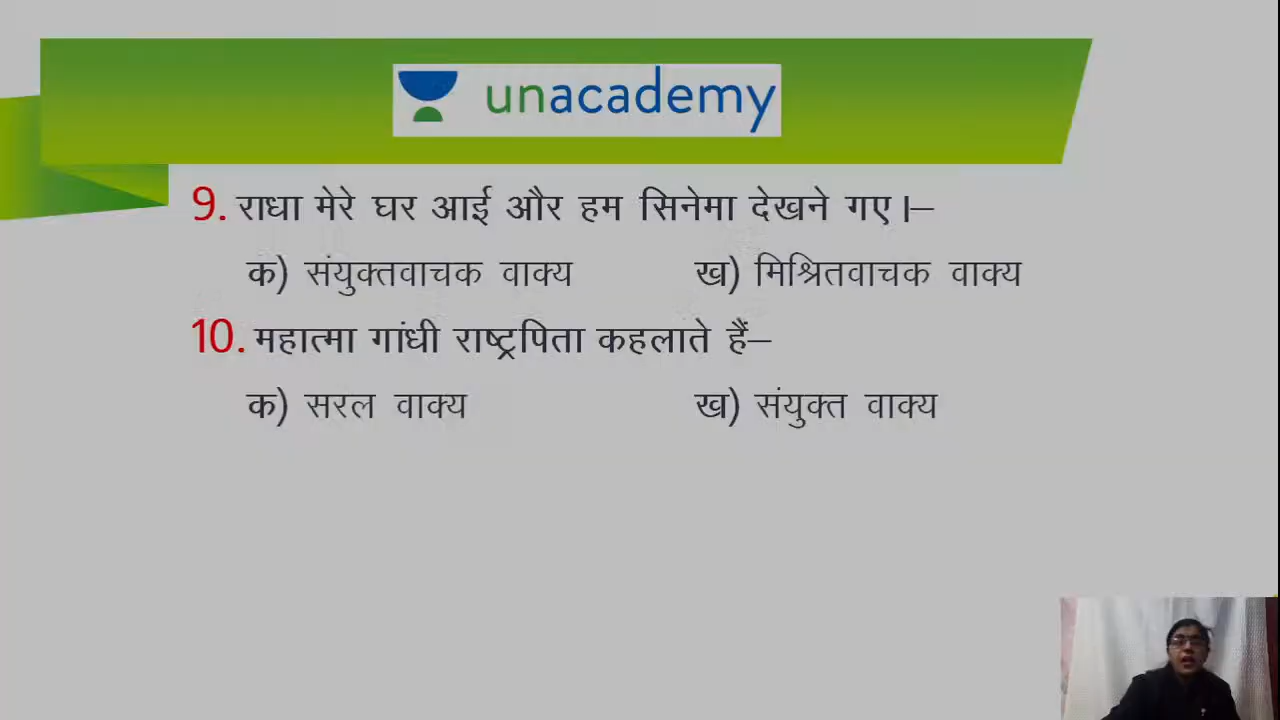 unacademy
9. राधा मेरे घर आई और हम सिनेमा देखने गए।–
क) संयुक्तवाचक वाक्य ख) मिश्रितवाचक वाक्य
10. महात्मा गांधी राष्ट्रपिता कहलाते हैं–
क) सरल वाक्य ख) संयुक्त वाक्य